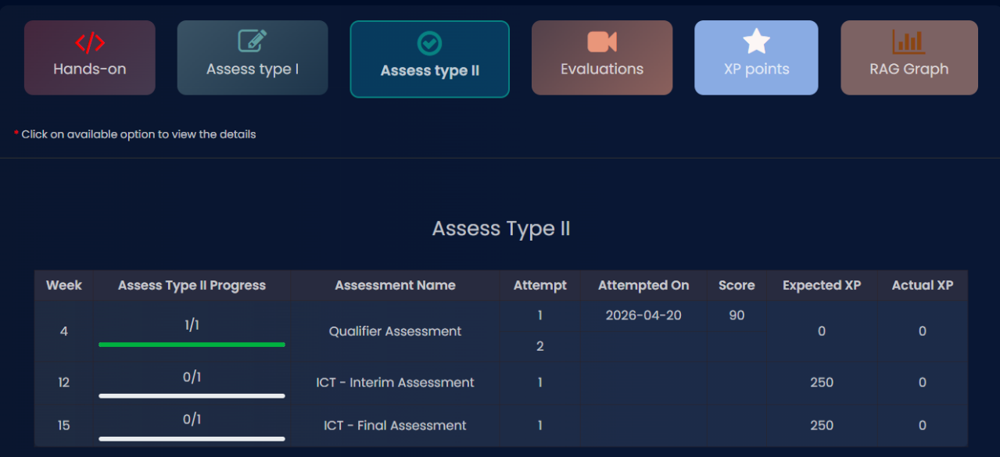 Hands-on
Assess type I
Assess type II
Evaluations
XP points
RAG Graph
* Click on available option to view the details
Assess Type II
Week Assess Type II Progress Assessment Name Attempt Attempted On Score Expected XP Actual XP
4 1/1 Qualifier Assessment 1 2026-04-20 90 0 0
2
12 0/1 ICT - Interim Assessment 1 250 0
15 0/1 ICT - Final Assessment 1 250 0